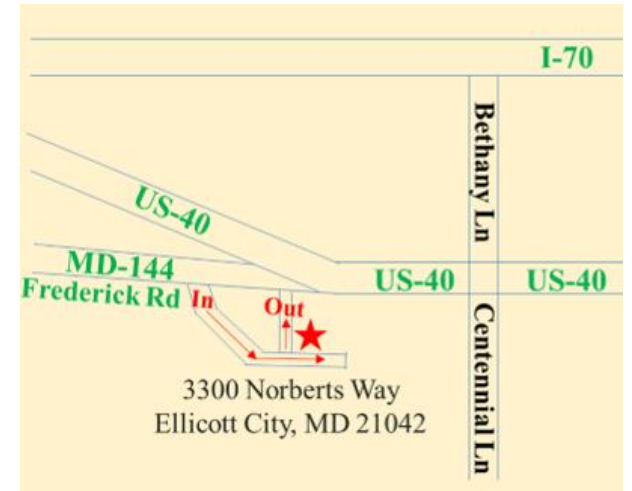 I-70
Bethany Ln
US-40
MD-144
Frederick Rd
US-40
US-40
In
Out
Centennial Ln
3300 Norberts Way
Ellicott City, MD 21042